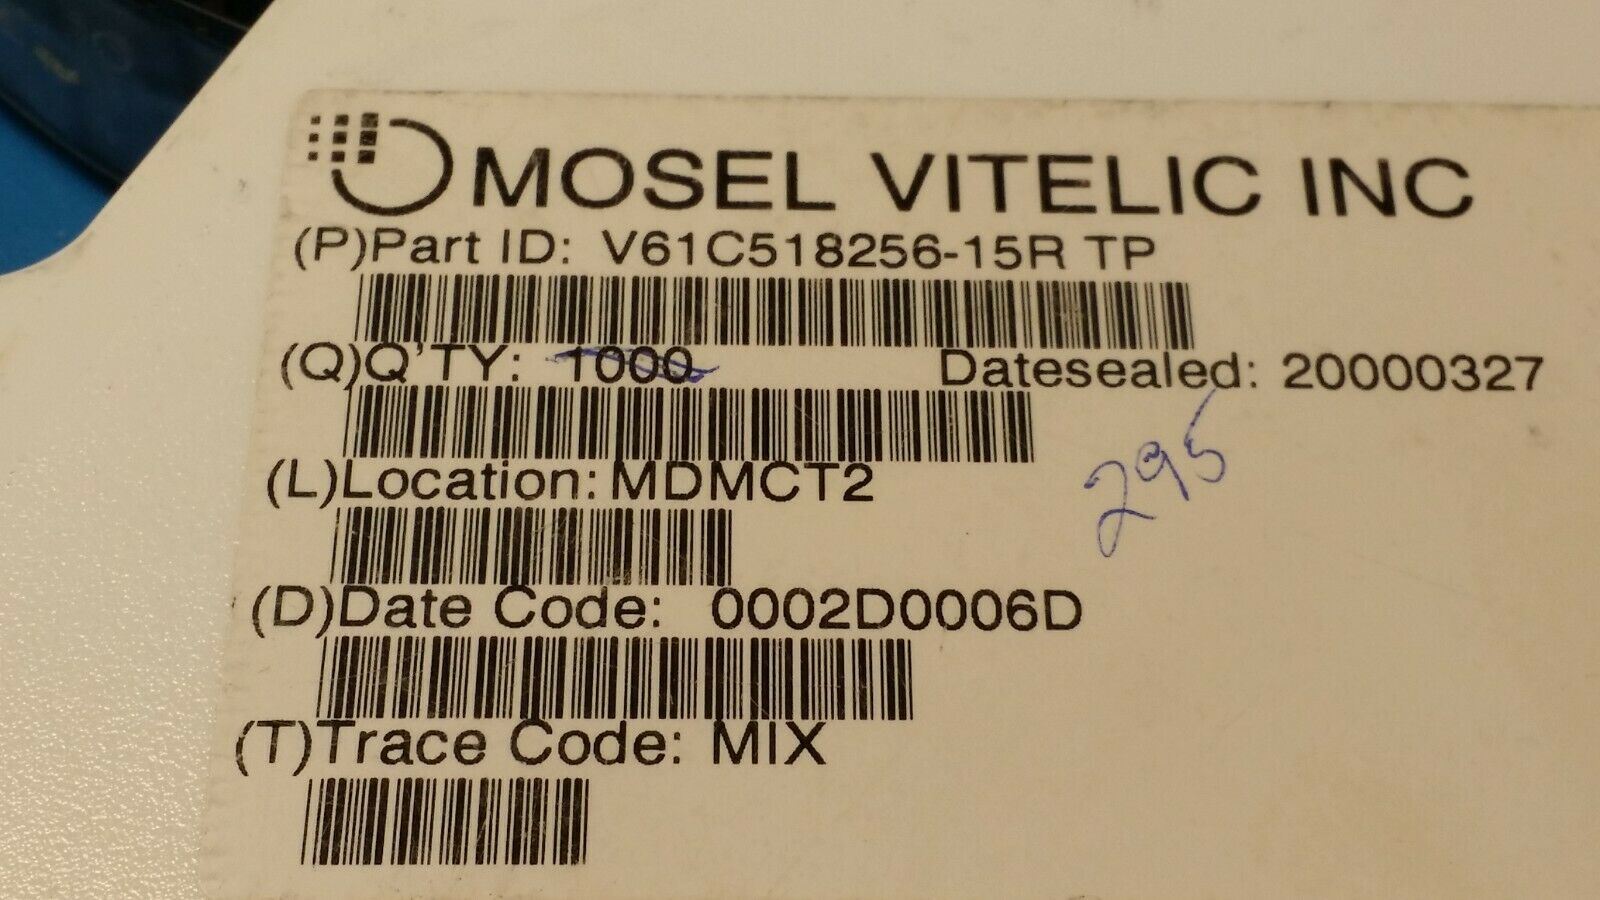 MOSEL VITELIC INC
(P)Part ID: V61C518256-15R TP
(Q)Q'TY: 1000 Datesealed: 20000327
295
(L)Location: MDMCT2
(D)Date Code: 0002D0006D
(T)Trace Code: MIX